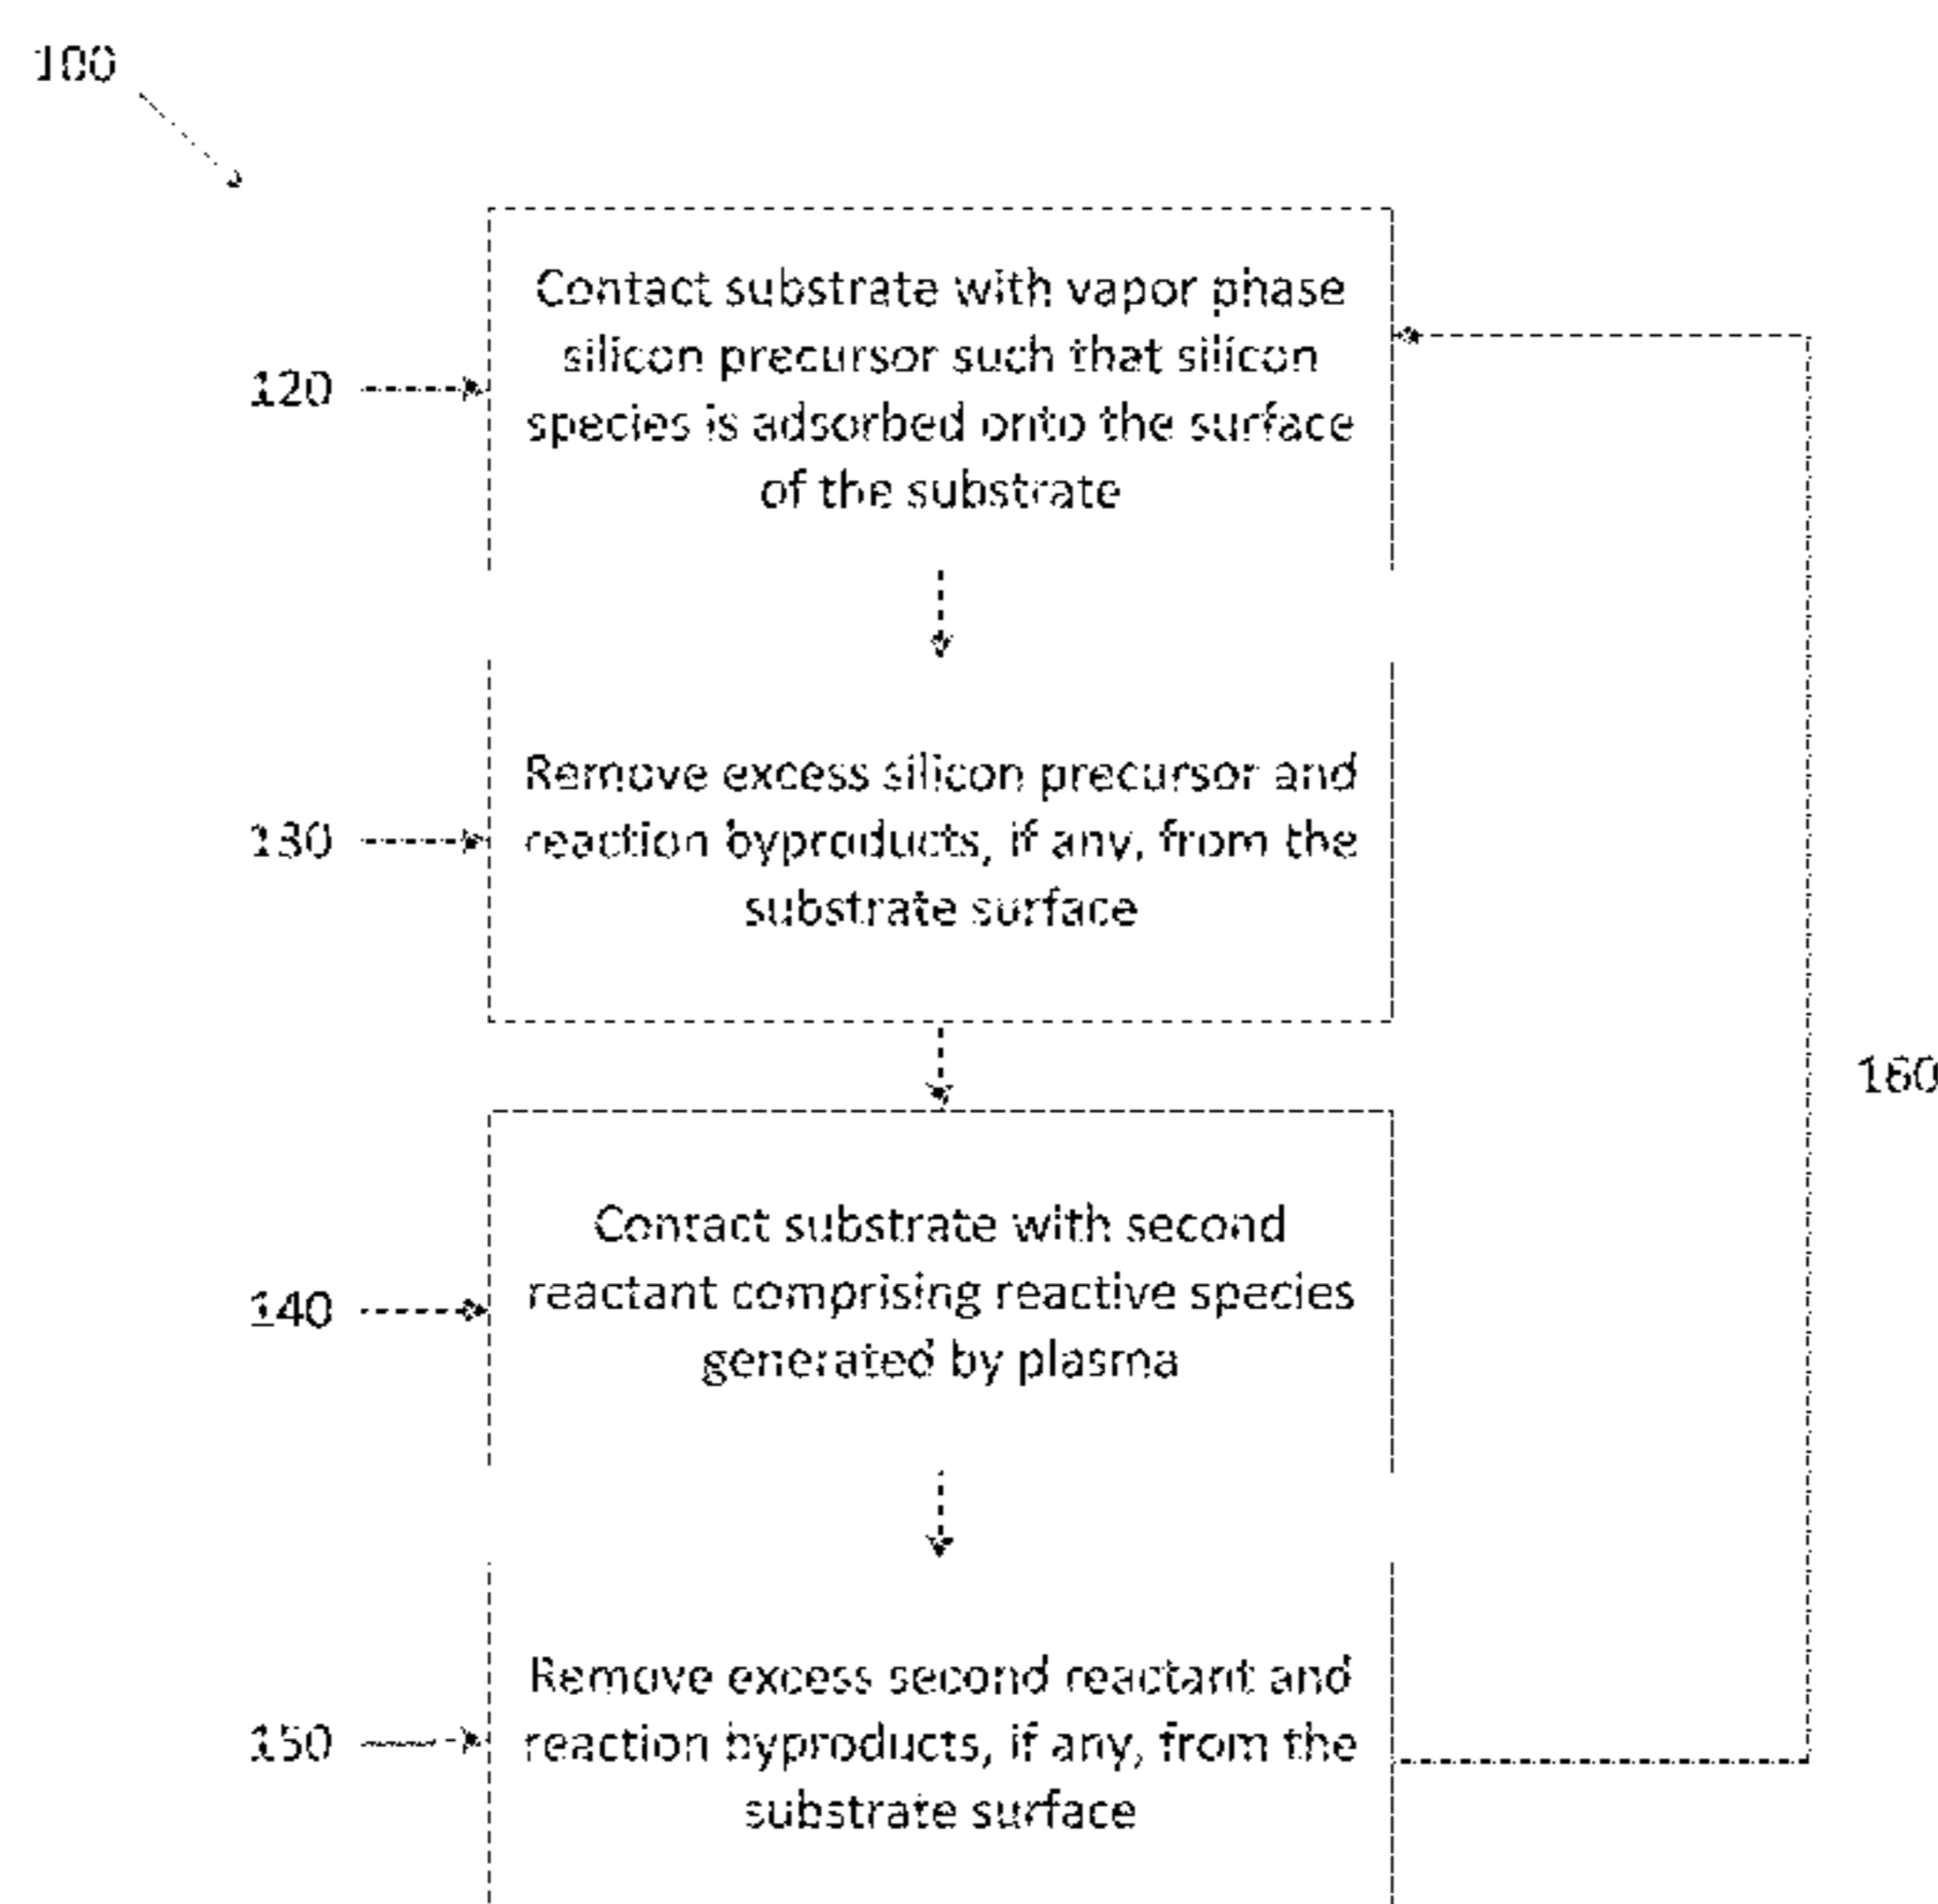 100
120
Contact substrate with vapor phase
silicon precursor such that silicon
species is adsorbed onto the surface
of the substrate
130
Remove excess silicon precursor and
reaction byproducts, if any, from the
substrate surface
160
140
Contact substrate with second
reactant comprising reactive species
generated by plasma
150
Remove excess second reactant and
reaction byproducts, if any, from the
substrate surface